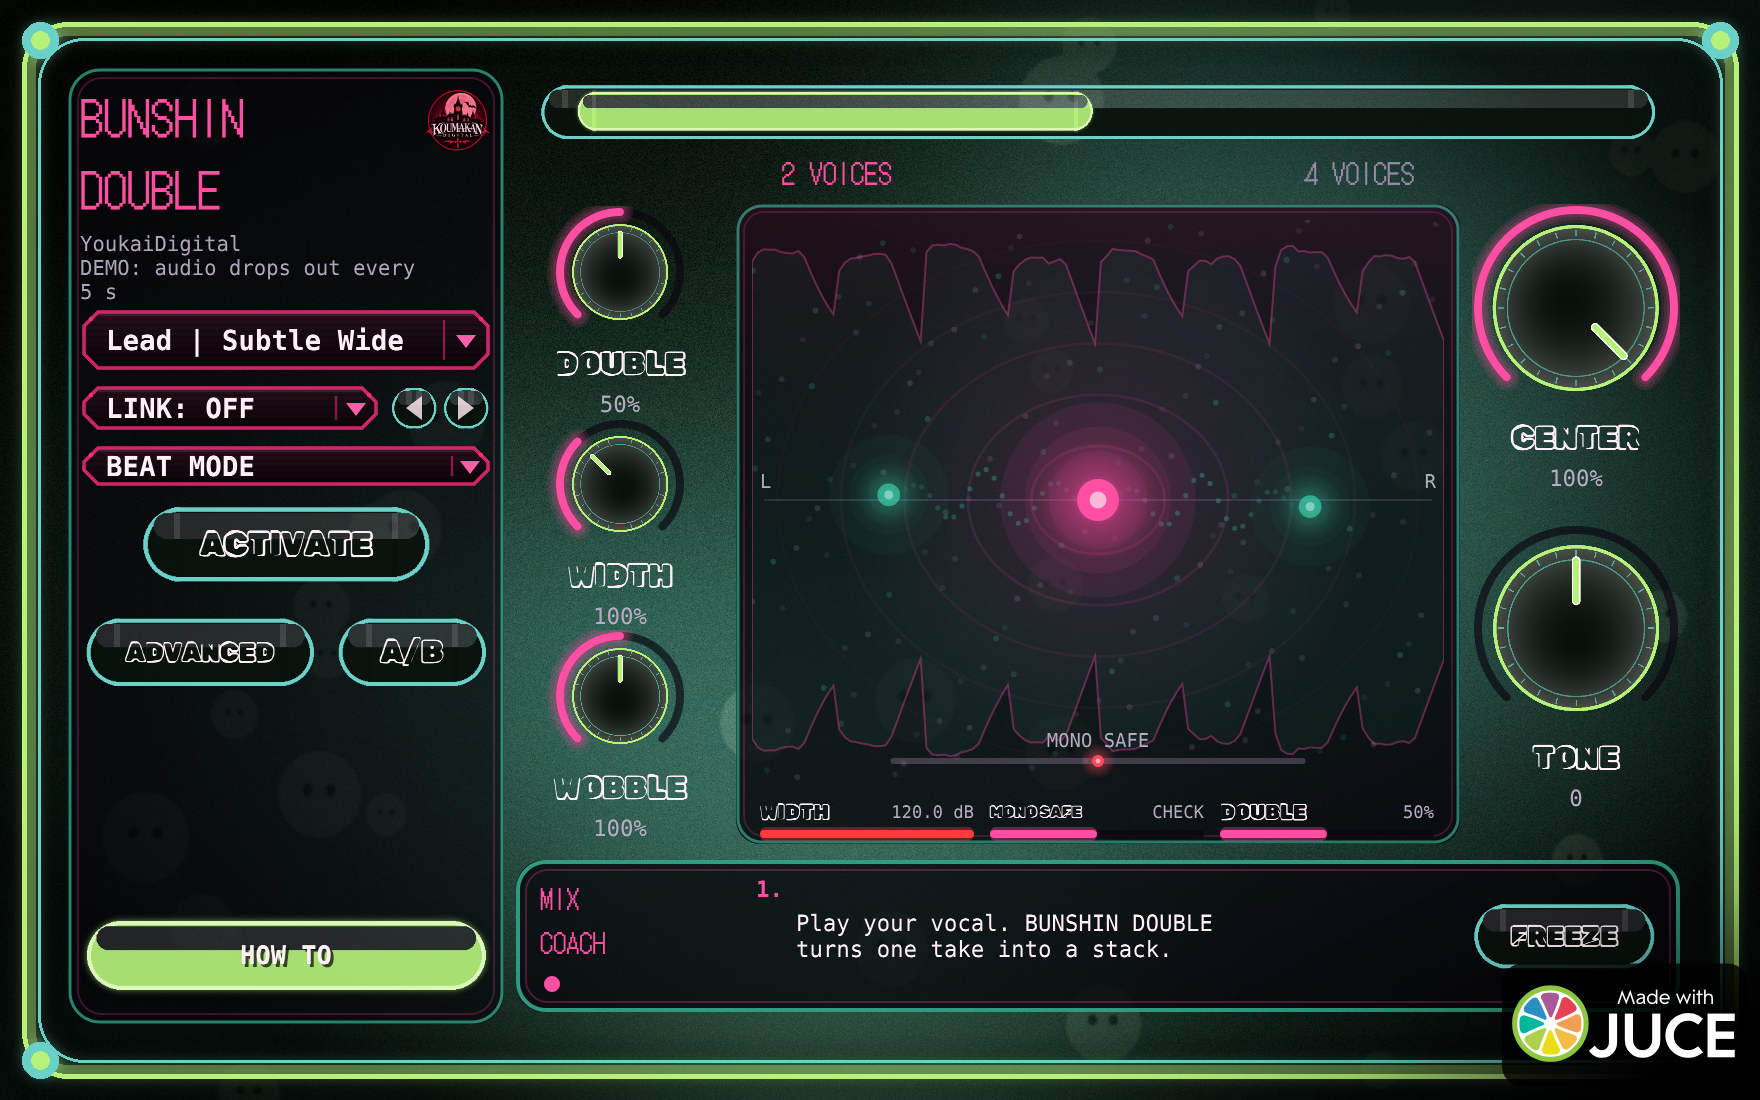 BUNSHIN
DOUBLE
KOUMAKAN
DIGITAL
YoukaiDigital
DEMO: audio drops out every
5 s
Lead | Subtle Wide
LINK: OFF
BEAT MODE
ACTIVATE
ADVANCED
A/B
HOW TO
2 VOICES
4 VOICES
DOUBLE
50%
WIDTH
100%
WOBBLE
100%
L
R
MONO SAFE
WIDTH
120.0 dB
MONO SAFE
CHECK
DOUBLE
50%
CENTER
100%
TONE
0
MIX
COACH
1.
Play your vocal. BUNSHIN DOUBLE
turns one take into a stack.
FREEZE
Made with
JUCE